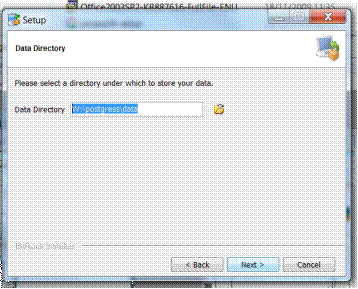 Office2003SP2-KB887616-FullFile-ENU 18/11/2009 11:35
Setup
Data Directory
Please select a directory under which to store your data.
Data Directory W:\postgress\data
BitRock Installer
< Back Next > Cancel